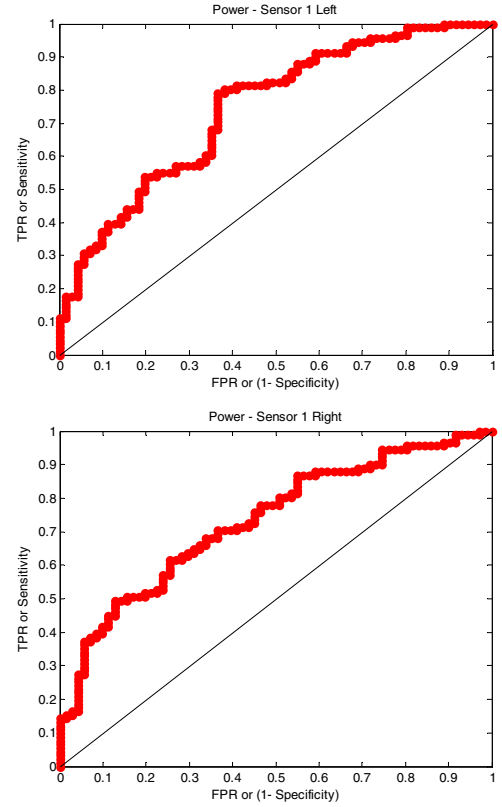 Power - Sensor 1 Left
1
0.9
0.8
0.7
0.6
0.5
0.4
0.3
0.2
0.1
0
TPR or Sensitivity
0 0.1 0.2 0.3 0.4 0.5 0.6 0.7 0.8 0.9 1
FPR or (1- Specificity)
Power - Sensor 1 Right
1
0.9
0.8
0.7
0.6
0.5
0.4
0.3
0.2
0.1
0
TPR or Sensitivity
0 0.1 0.2 0.3 0.4 0.5 0.6 0.7 0.8 0.9 1
FPR or (1- Specificity)